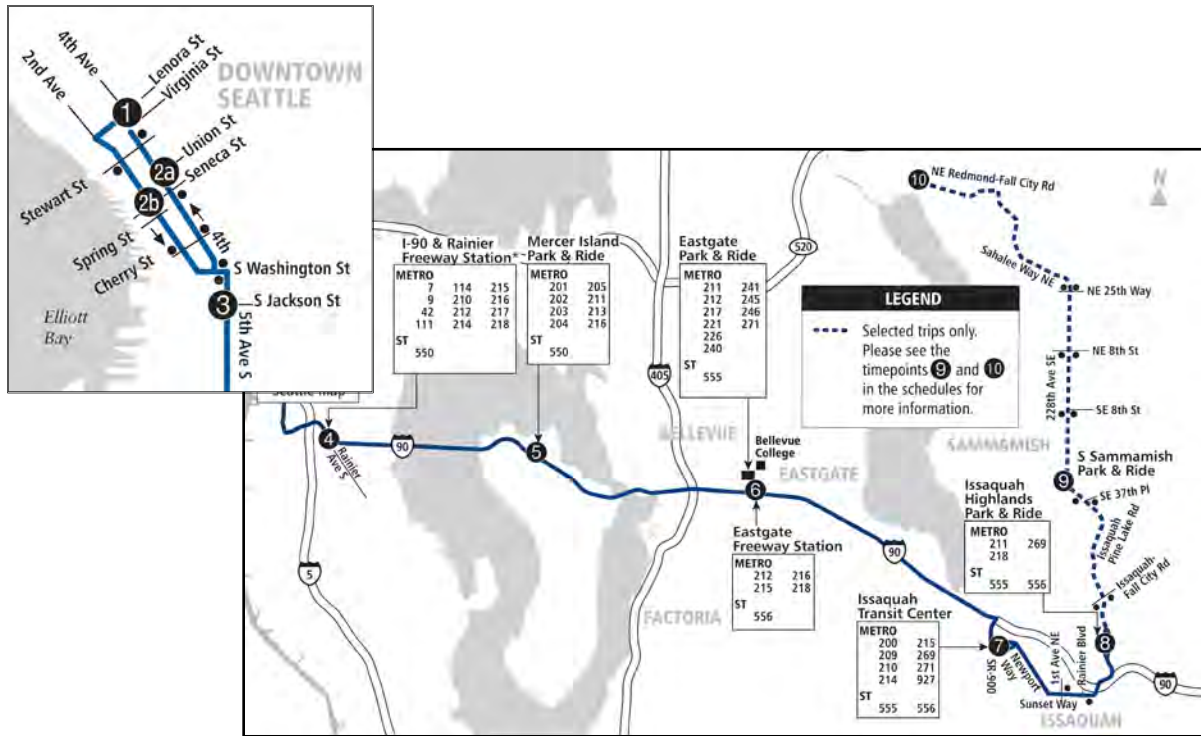 DOWNTOWN
SEATTLE
2nd Ave
4th Ave
Lenora St
Virginia St
1
Union St
Seneca St
2a
2b
Stewart St
Spring St
Cherry St
4th
S Washington St
3
S Jackson St
5th Ave S
Elliott
Bay
10
NE Redmond-Fall City Rd
N
Sahalee Way NE
NE 25th Way
NE 8th St
228th Ave SE
SE 8th St
SAMMAMISH
S Sammamish
Park & Ride
9
SE 37th Pl
Issaquah
Pine Lake Rd
Issaquah-
Fall City Rd
520
405
I-90 & Rainier
Freeway Station*
METRO
7 114 215
9 210 216
42 212 217
111 214 218
ST
550
Mercer Island
Park & Ride
METRO
201 205
202 211
203 213
204 216
ST
550
Eastgate
Park & Ride
METRO
211 241
212 245
217 246
221 271
226
240
ST
555
LEGEND
Selected trips only.
Please see the
timepoints 9 and 10
in the schedules for
more information.
4
Rainier
Ave S
90
5
BELLEVUE
Bellevue
College
EASTGATE
6
Eastgate
Freeway Station
METRO
212 216
215 218
ST
556
90
5
FACTORIA
Issaquah
Highlands
Park & Ride
METRO
211 269
218
ST
555 556
Issaquah
Transit Center
METRO
200 215
209 269
210 271
214 927
ST
555 556
7
SR-900
Newport
Way
1st Ave NE
Rainier Blvd
8
Sunset Way
90
ISSAQUAH